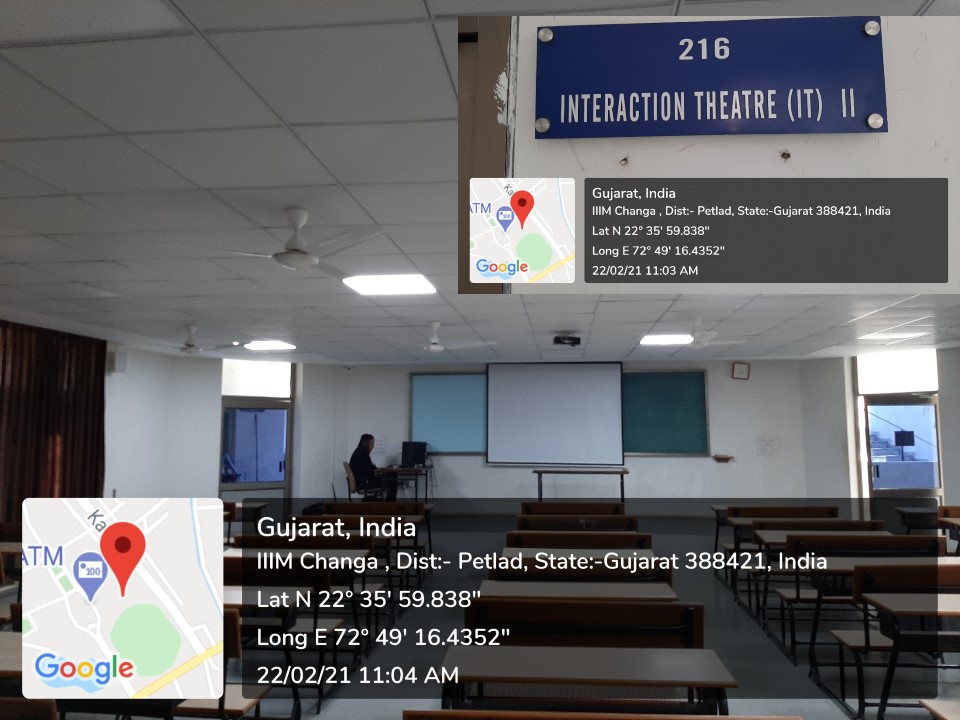 216
INTERACTION THEATRE (IT) II
Ka
ATM
Google
Gujarat, India
IIIM Changa , Dist:- Petlad, State:-Gujarat 388421, India
Lat N 22° 35' 59.838"
Long E 72° 49' 16.4352"
22/02/21 11:03 AM
Ka
ATM
100
Google
Gujarat, India
IIIM Changa , Dist:- Petlad, State:-Gujarat 388421, India
Lat N 22° 35' 59.838"
Long E 72° 49' 16.4352"
22/02/21 11:04 AM